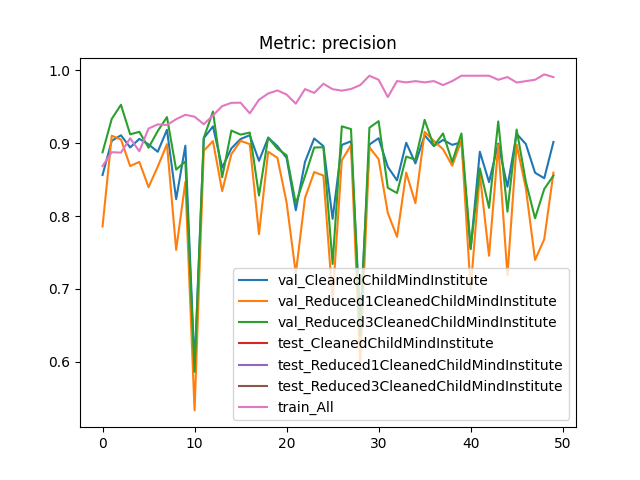 Metric: precision
1.0
0.9
0.8
0.7
0.6
0
10
20
30
40
50
val_CleanedChildMindInstitute
val_Reduced1CleanedChildMindInstitute
val_Reduced3CleanedChildMindInstitute
test_CleanedChildMindInstitute
test_Reduced1CleanedChildMindInstitute
test_Reduced3CleanedChildMindInstitute
train_All